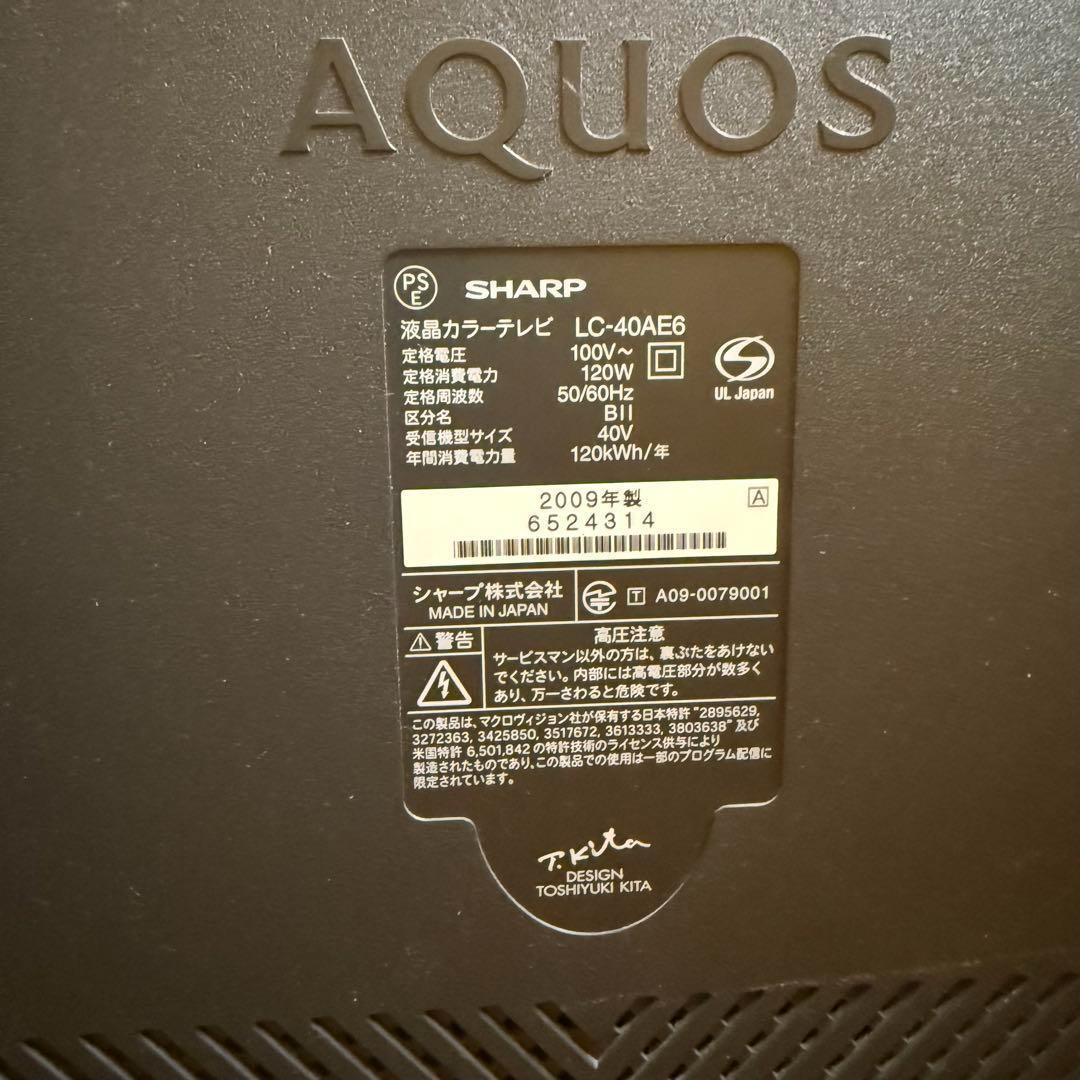 AQUOS
PSE SHARP
液晶カラーテレビ LC-40AE6
定格電圧 100V~
定格消費電力 120W
定格周波数 50/60Hz
区分名 BII
受信機型サイズ 40V
年間消費電力量 120kWh/年
UL Japan
2009年製 A
6524314
シャープ株式会社
MADE IN JAPAN
T A09-0079001
警告
高圧注意
サービスマン以外の方は、裏ぶたをあけない
でください。内部には高電圧部分が数多く
あり、万一さわると危険です。
この製品は、マクロヴィジョン社が保有する日本特許"2895629,
3272363, 3425850, 3517672, 3613333, 3803638" 及び
米国特許 6,501,842 の特許技術のライセンス供与により
製造されたものであり、この製品での使用は一部のプログラム配信に
限定されています。
T.Kita
DESIGN
TOSHIYUKI KITA